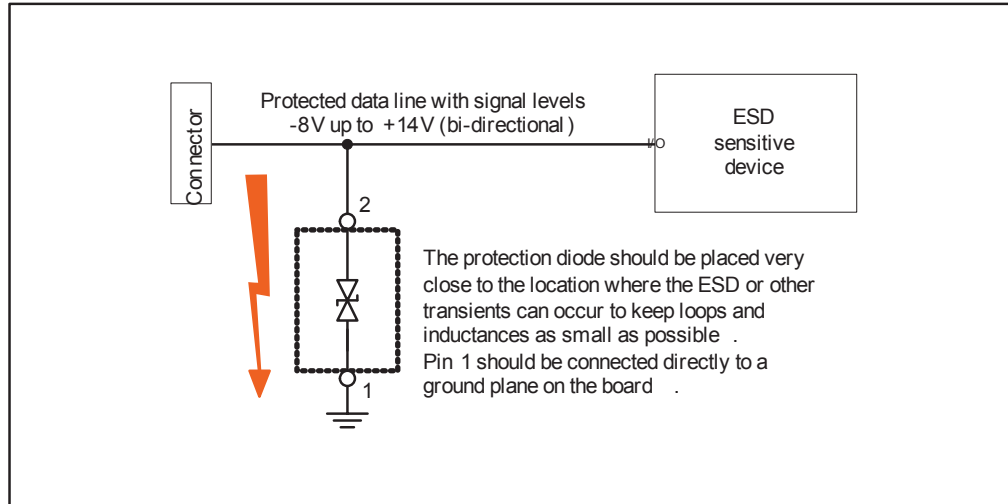 Connector
Protected data line with signal levels
-8V up to +14V (bi-directional)
I/O
ESD
sensitive
device
2
The protection diode should be placed very
close to the location where the ESD or other
transients can occur to keep loops and
inductances as small as possible .
Pin 1 should be connected directly to a
ground plane on the board .
1